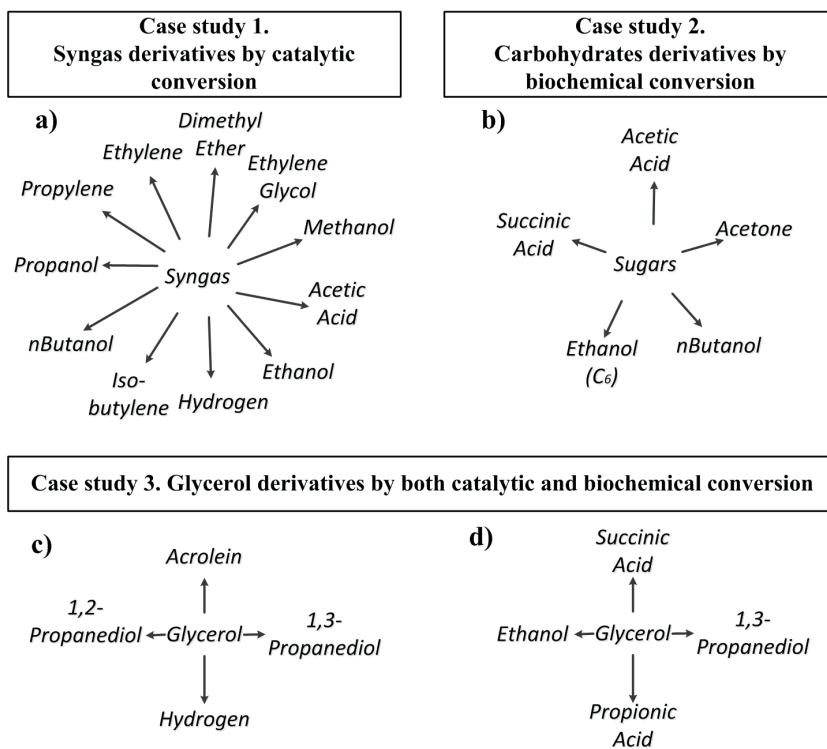 Case study 1.
Syngas derivatives by catalytic
conversion
Case study 2.
Carbohydrates derivatives by
biochemical conversion
a)
Dimethyl
Ether
Ethylene
Ethylene
Glycol
Propylene
Methanol
Propanol
Syngas
Acetic
Acid
nButanol
Ethanol
Iso-
butylene
Hydrogen
b)
Acetic
Acid
Succinic
Acid
Acetone
Sugars
Ethanol
(C₆)
nButanol
Case study 3. Glycerol derivatives by both catalytic and biochemical conversion
c)
Acrolein
1,2-
Propanediol
Glycerol
1,3-
Propanediol
Hydrogen
d)
Succinic
Acid
Ethanol
Glycerol
1,3-
Propanediol
Propionic
Acid